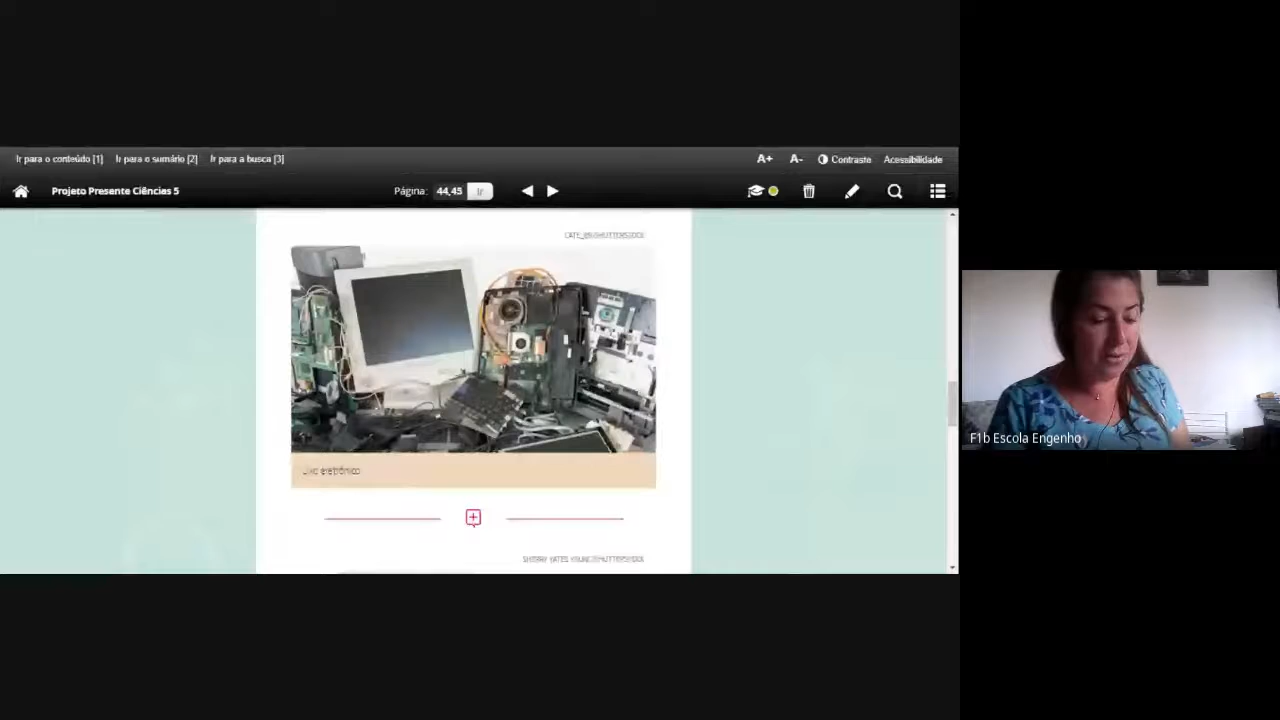 Ir para o conteúdo [1] Ir para o sumário [2] Ir para a busca [3] A+ A- Contraste Acessibilidade
Projeto Presente Ciências 5 Página: 44,45 Ir
Lixo eletrônico
F1b Escola Engenho